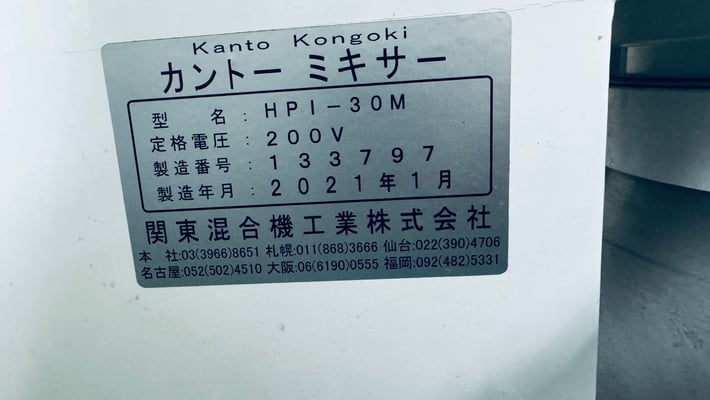 Kanto Kongoki
カントー ミキサー
型 名 : HPI-30M
定格電圧 : 200V
製造番号 : 133797
製造年月 : 2021年1月
関東混合機工業株式会社
本 社:03(3966)8651 札幌:011(868)3666 仙台:022(390)4706
名古屋:052(502)4510 大阪:06(6190)0555 福岡:092(482)5331